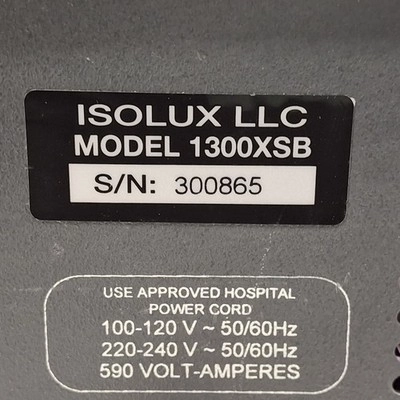 ISOLUX LLC
MODEL 1300XSB
S/N: 300865
USE APPROVED HOSPITAL
POWER CORD
100-120 V ~ 50/60Hz
220-240 V ~ 50/60Hz
590 VOLT-AMPERES